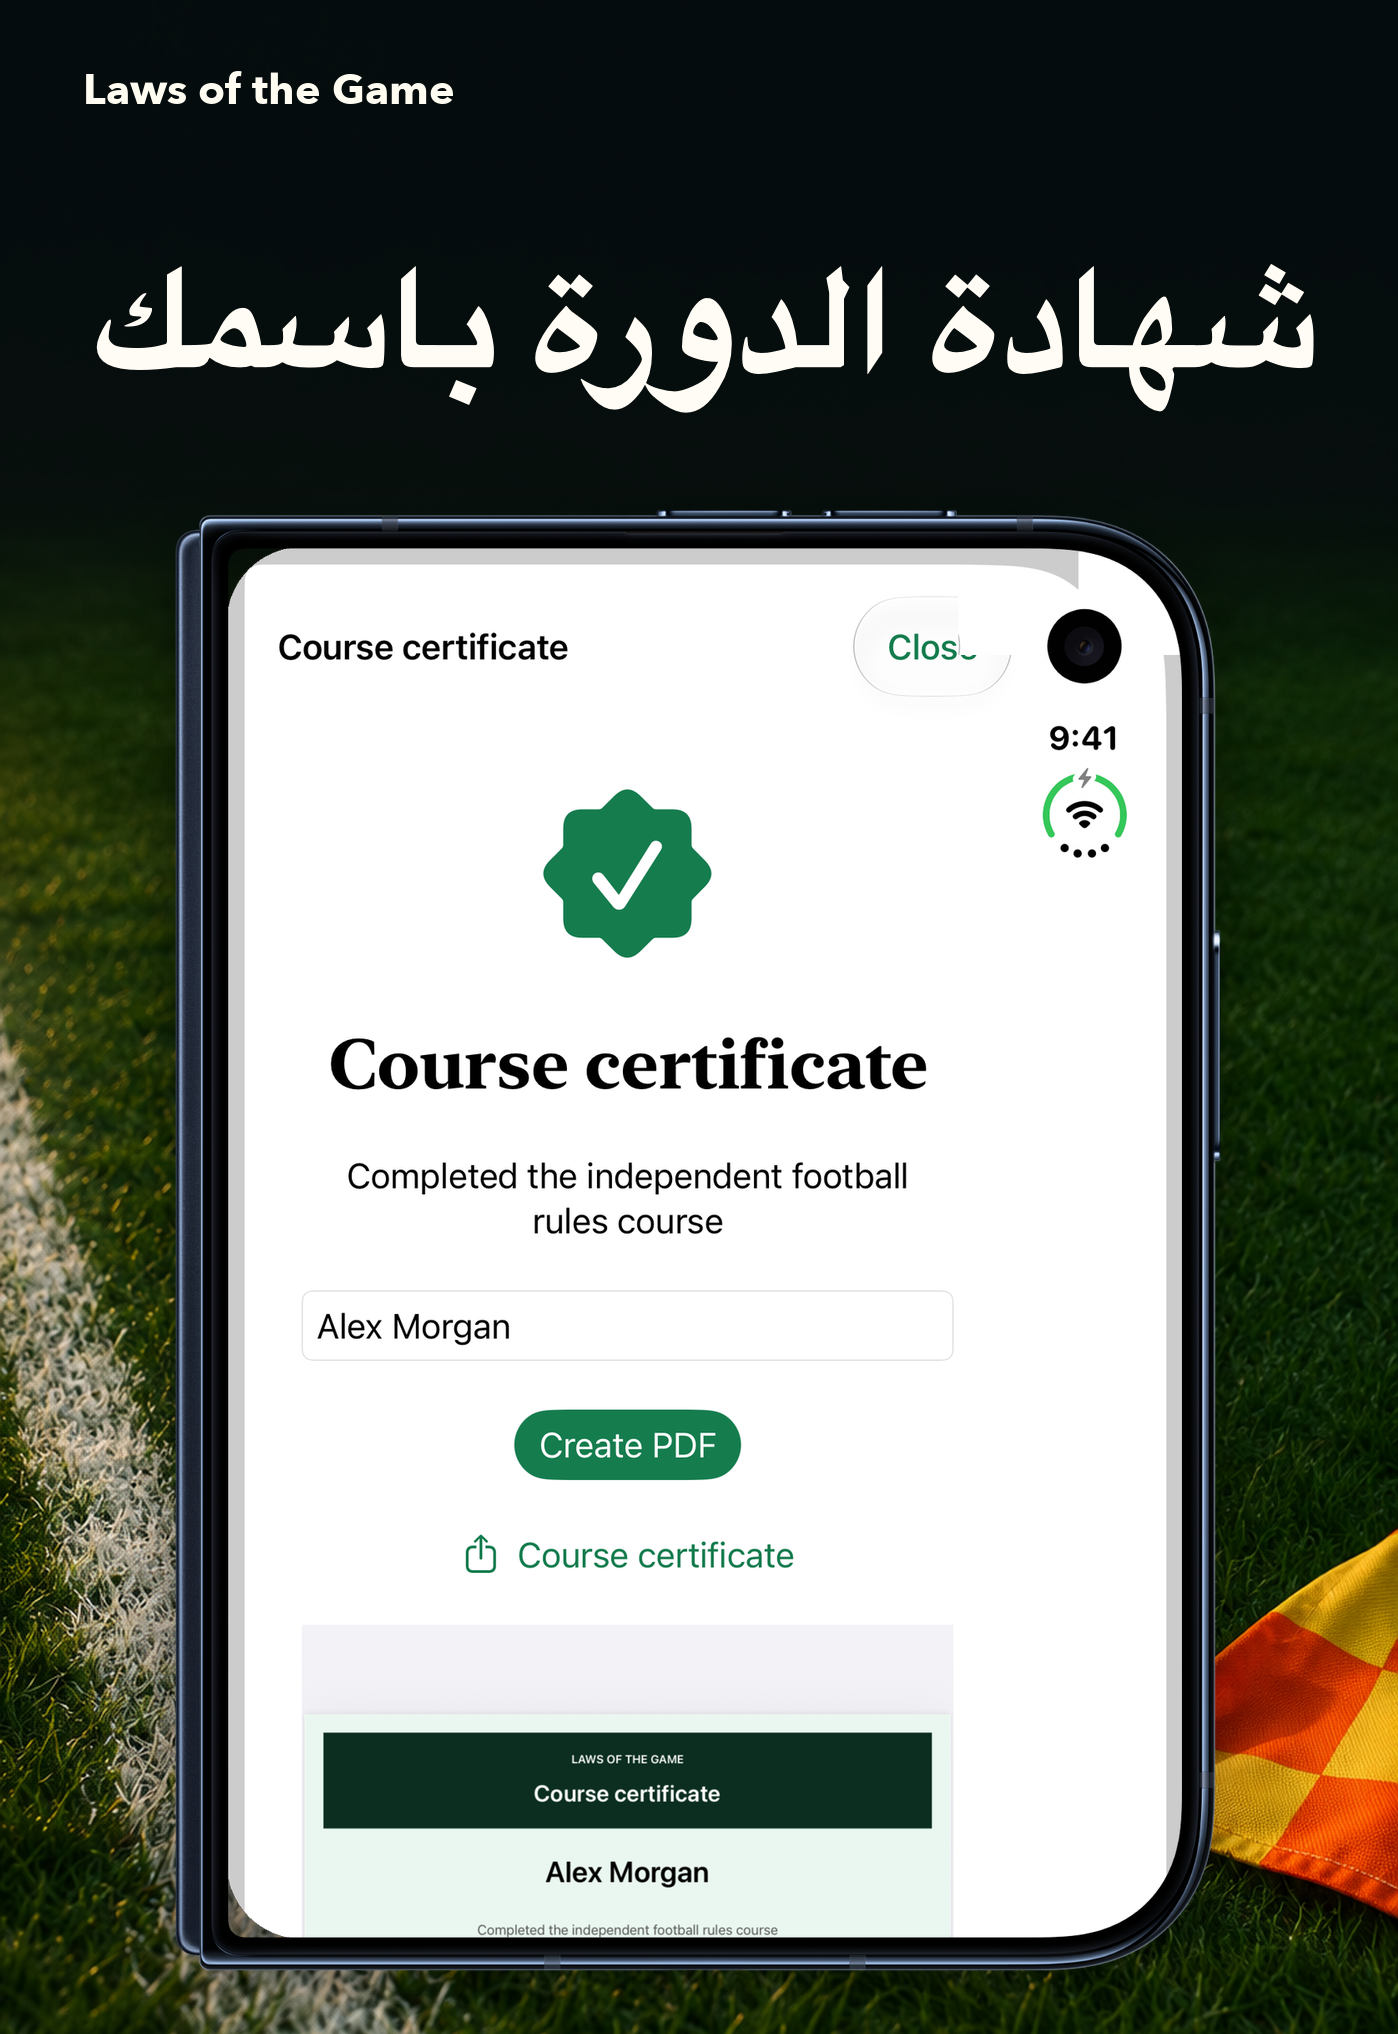 Laws of the Game
شهادة الدورة باسمك
Course certificate
Close
9:41
Course certificate
Completed the independent football
rules course
Alex Morgan
Create PDF
Course certificate
LAWS OF THE GAME
Course certificate
Alex Morgan
Completed the independent football rules course